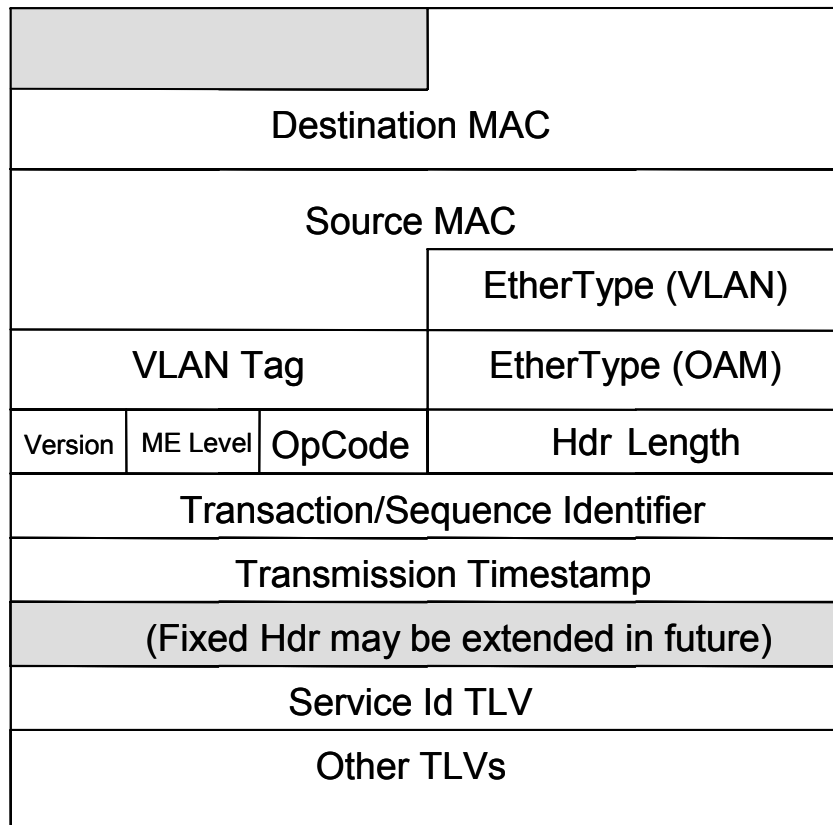 Destination MAC
Source MAC
EtherType (VLAN)
VLAN Tag
EtherType (OAM)
Version
ME Level
OpCode
Hdr Length
Transaction/Sequence Identifier
Transmission Timestamp
(Fixed Hdr may be extended in future)
Service Id TLV
Other TLVs